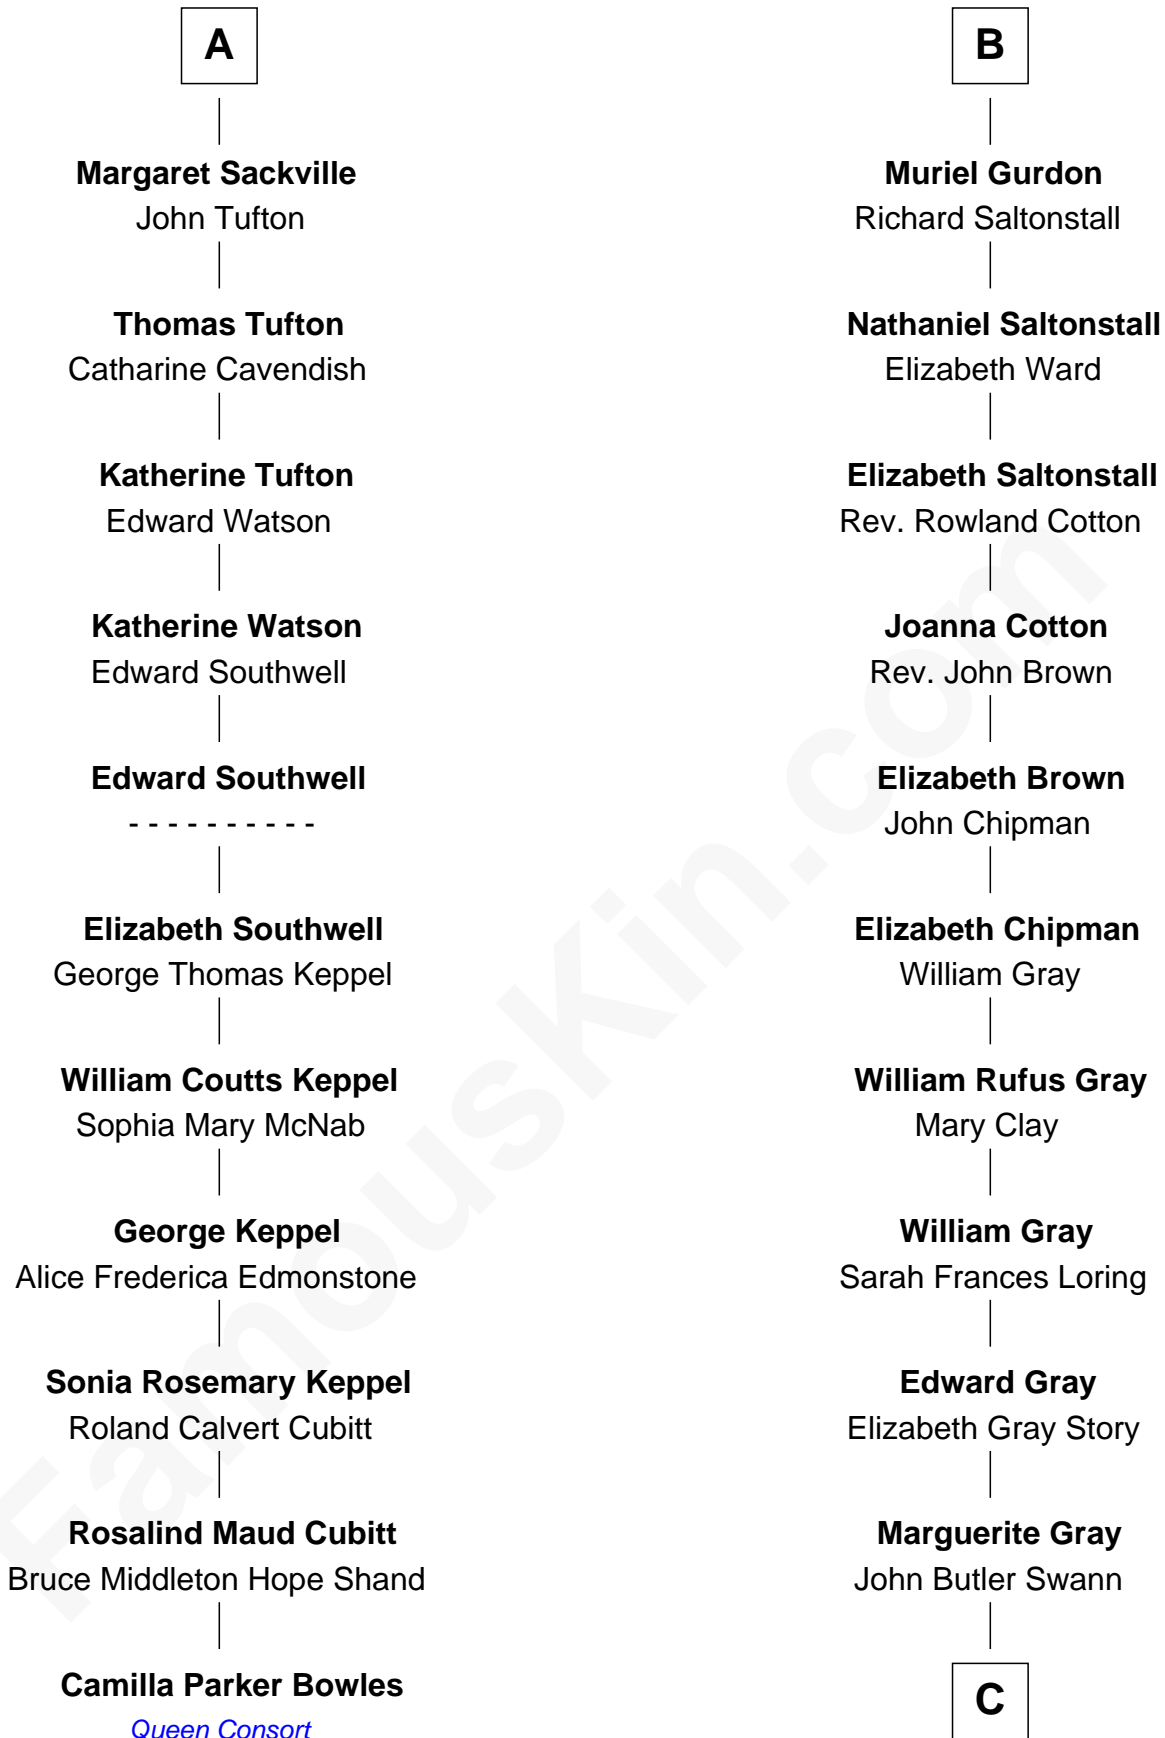 A
Margaret Sackville
John Tufton
Thomas Tufton
Catharine Cavendish
Katherine Tufton
Edward Watson
Katherine Watson
Edward Southwell
Edward Southwell
- - - - - - - - - -
Elizabeth Southwell
George Thomas Keppel
William Coutts Keppel
Sophia Mary McNab
George Keppel
Alice Frederica Edmonstone
Sonia Rosemary Keppel
Roland Calvert Cubitt
Rosalind Maud Cubitt
Bruce Middleton Hope Shand
Camilla Parker Bowles
Queen Consort
B
Muriel Gurdon
Richard Saltonstall
Nathaniel Saltonstall
Elizabeth Ward
Elizabeth Saltonstall
Rev. Rowland Cotton
Joanna Cotton
Rev. John Brown
Elizabeth Brown
John Chipman
Elizabeth Chipman
William Gray
William Rufus Gray
Mary Clay
William Gray
Sarah Frances Loring
Edward Gray
Elizabeth Gray Story
Marguerite Gray
John Butler Swann
C
FamousKin.com